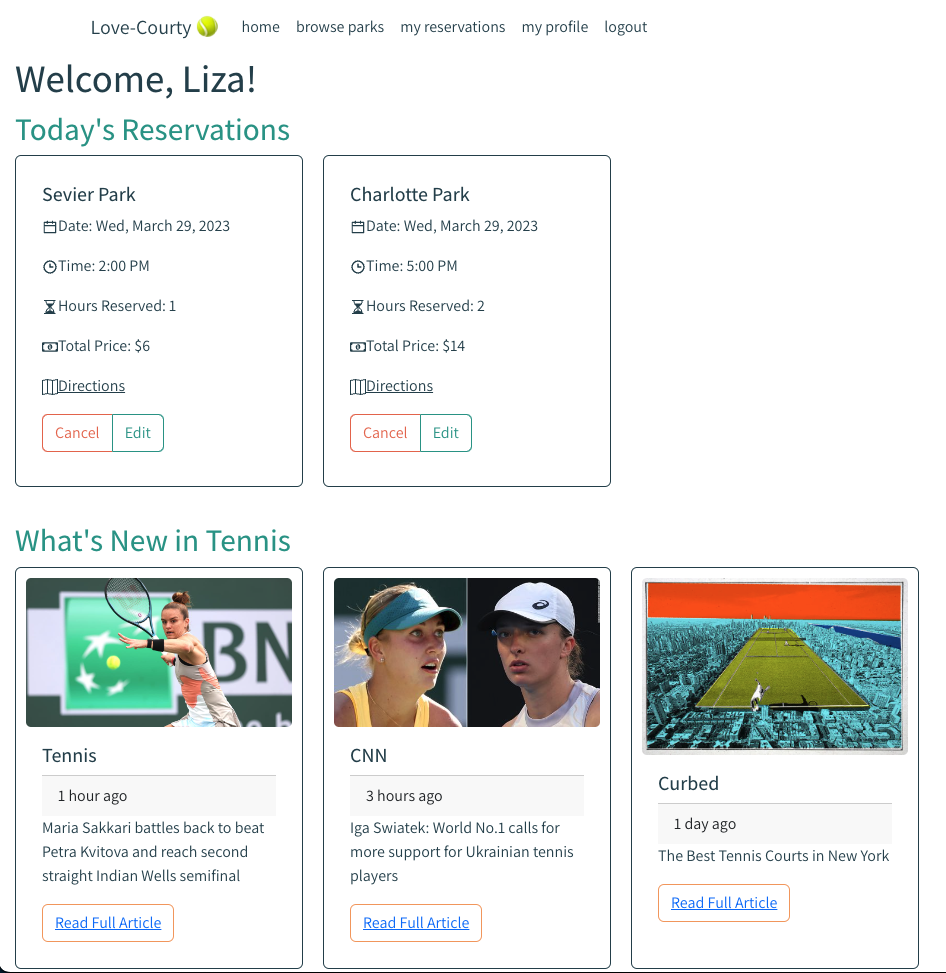 Love-Courty home browse parks my reservations my profile logout
Welcome, Liza!
Today's Reservations
Sevier Park
Date: Wed, March 29, 2023
Time: 2:00 PM
Hours Reserved: 1
Total Price: $6
Directions
Cancel Edit
Charlotte Park
Date: Wed, March 29, 2023
Time: 5:00 PM
Hours Reserved: 2
Total Price: $14
Directions
Cancel Edit
What's New in Tennis
BN
Tennis
1 hour ago
Maria Sakkari battles back to beat
Petra Kvitova and reach second
straight Indian Wells semifinal
Read Full Article
CNN
3 hours ago
Iga Swiatek: World No.1 calls for
more support for Ukrainian tennis
players
Read Full Article
Curbed
1 day ago
The Best Tennis Courts in New York
Read Full Article